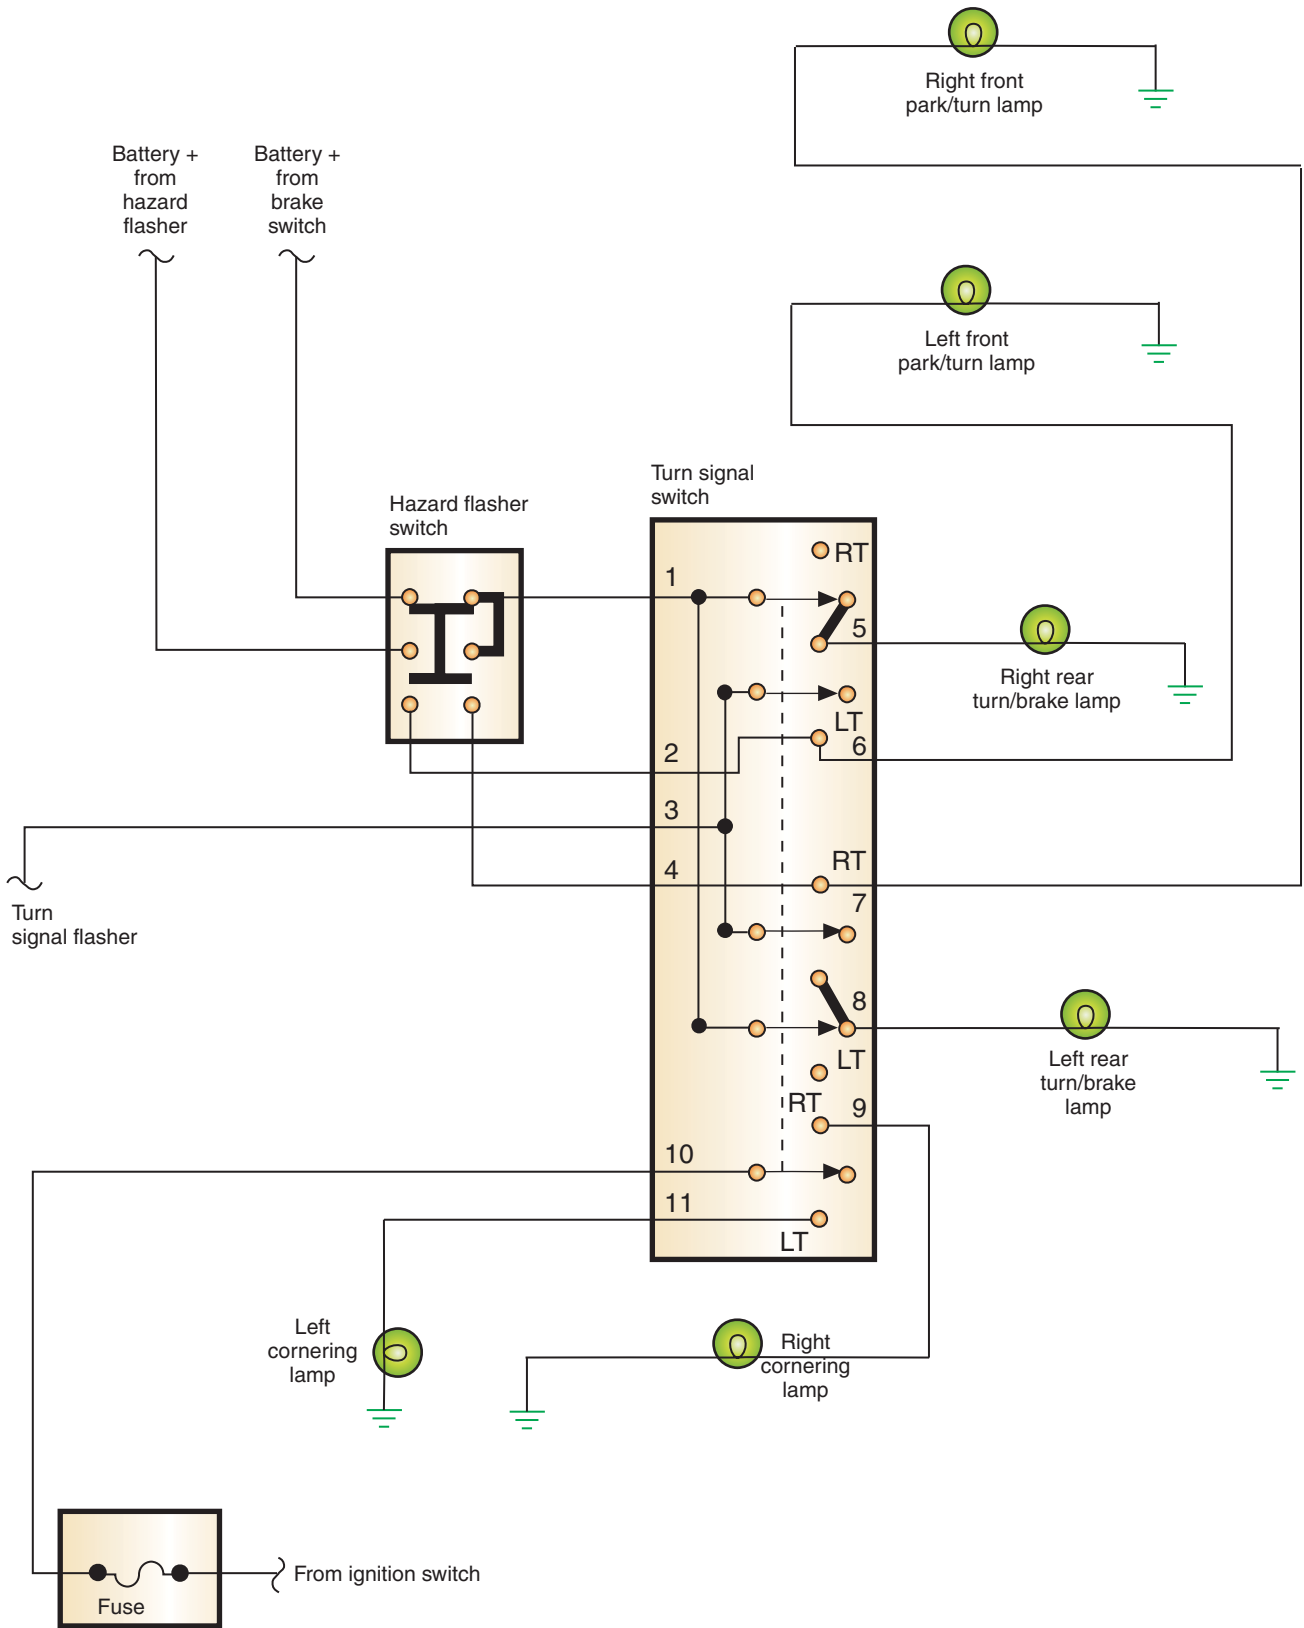 Right front
park/turn lamp
Battery +
from
hazard
flasher
Battery +
from
brake
switch
Left front
park/turn lamp
Turn signal
switch
Hazard flasher
switch
RT
1
5
Right rear
turn/brake lamp
LT
6
2
3
RT
4
7
Turn
signal flasher
8
LT
Left rear
turn/brake
lamp
RT
9
10
11
LT
Left
cornering
lamp
Right
cornering
lamp
From ignition switch
Fuse